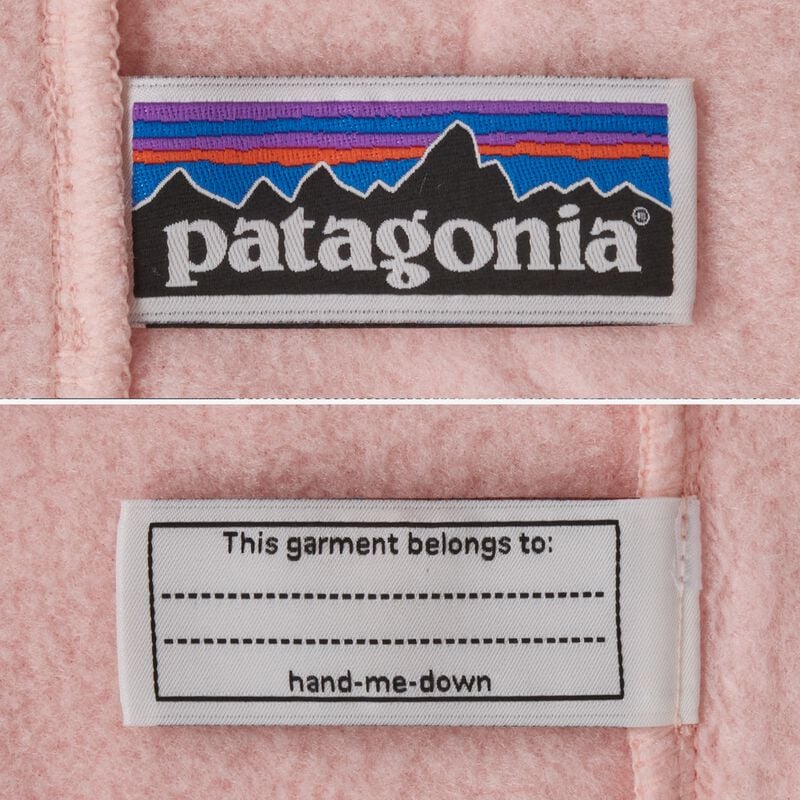 patagonia®
This garment belongs to:
hand-me-down